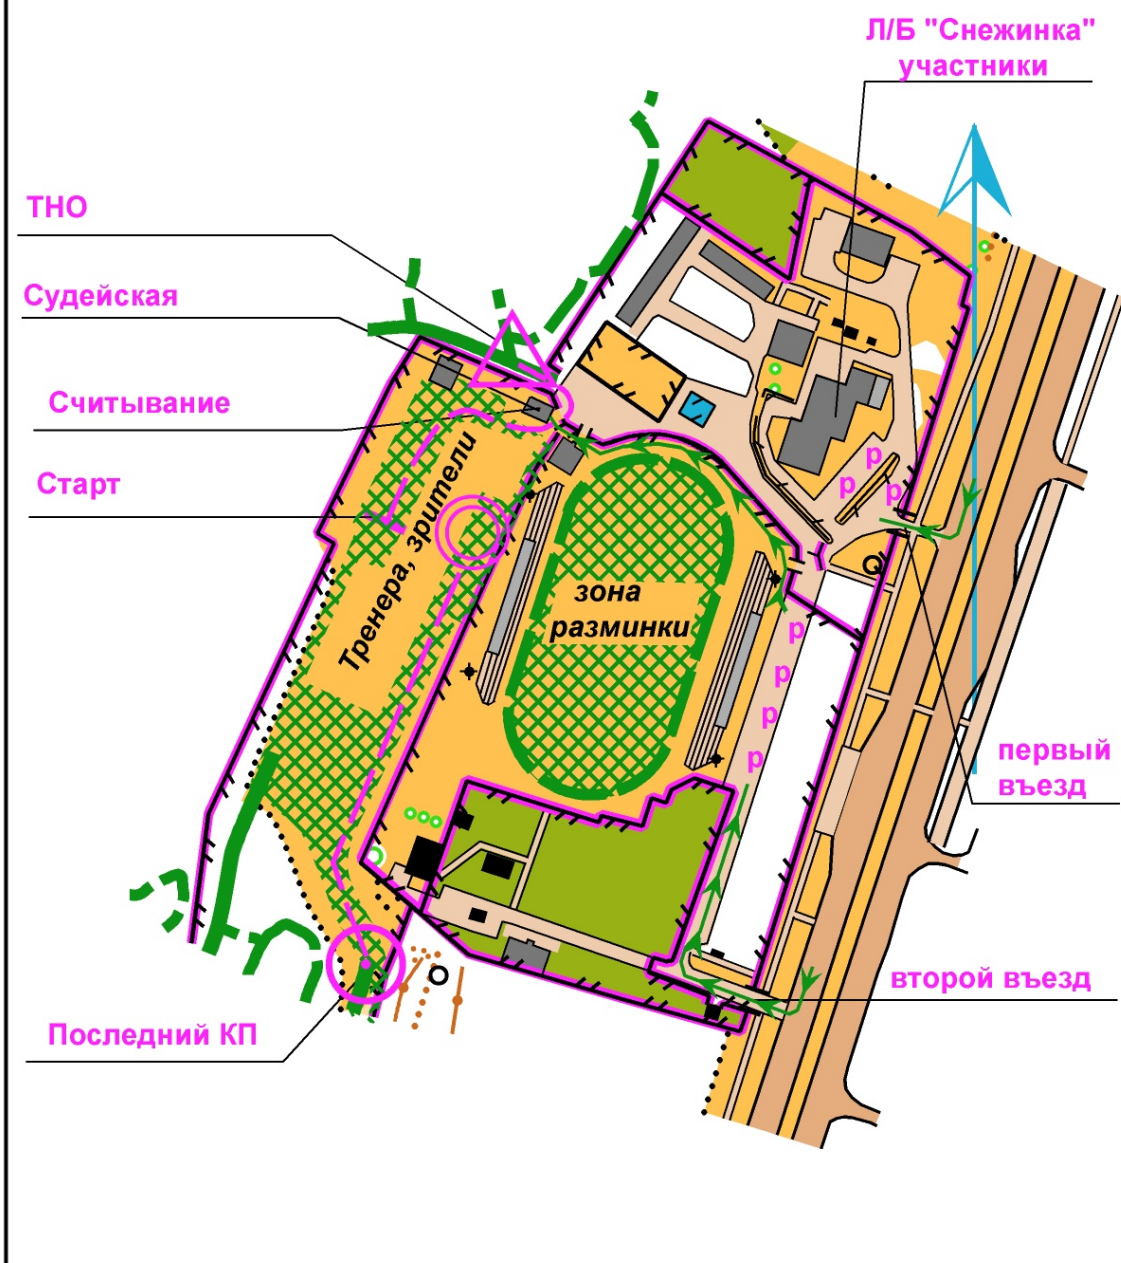 Л/Б "Снежинка"
участники
ТНО
Судейская
Считывание
Старт
Тренера, зрители
зона
разминки
р
р
р
р
р
р
р
первый
въезд
второй въезд
Последний КП